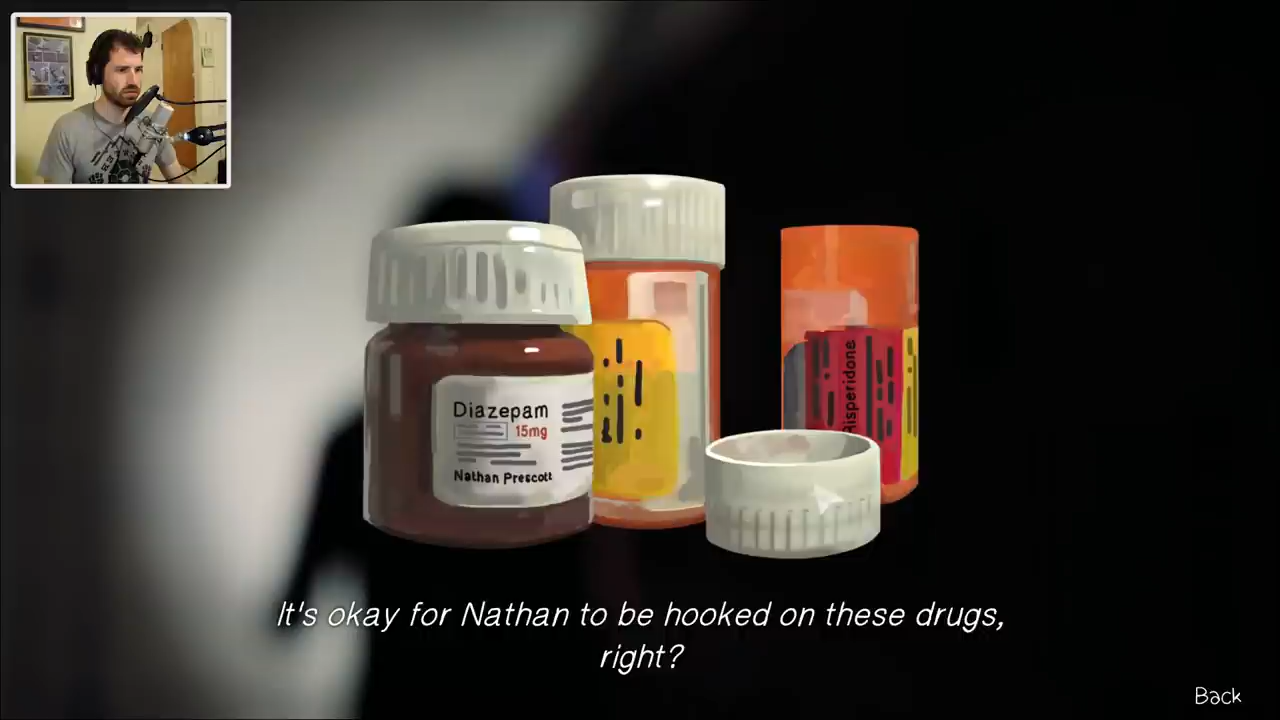 Diazepam
15mg
Nathan Prescott
Risperidone
It's okay for Nathan to be hooked on these drugs,
right?
Back